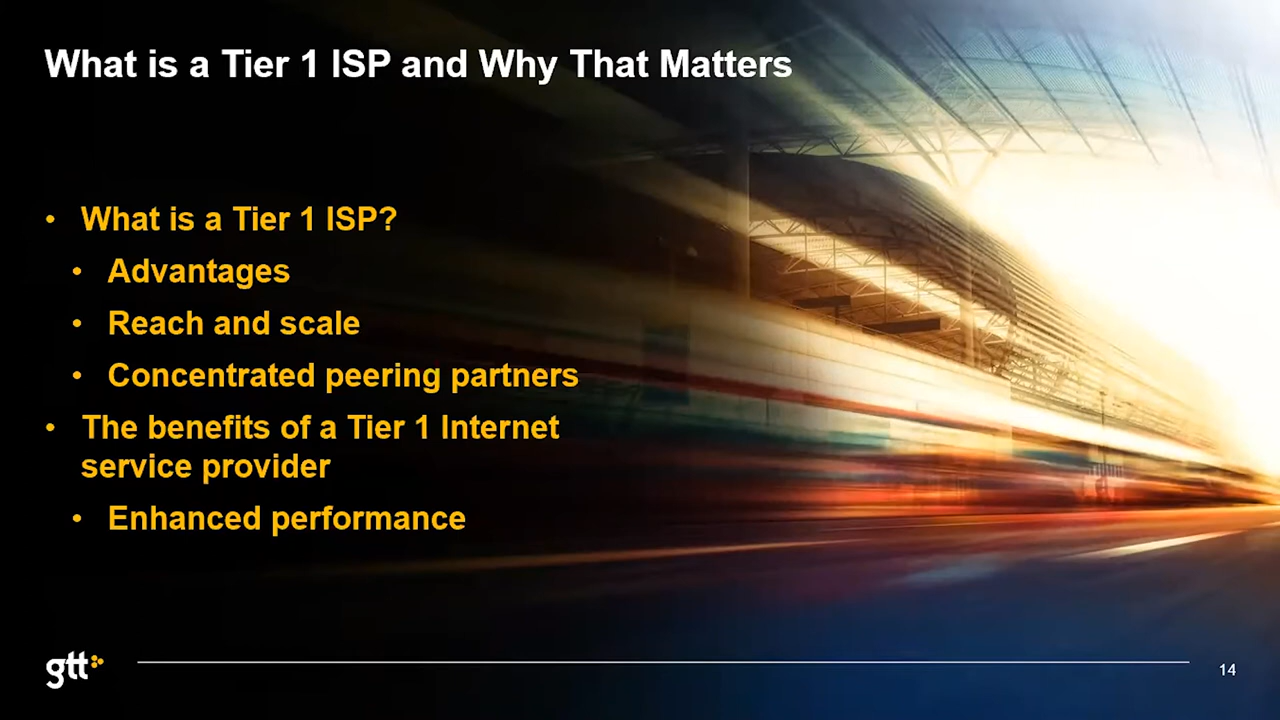 What is a Tier 1 ISP and Why That Matters
• What is a Tier 1 ISP?
• Advantages
• Reach and scale
• Concentrated peering partners
• The benefits of a Tier 1 Internet
service provider
• Enhanced performance
gtt
14